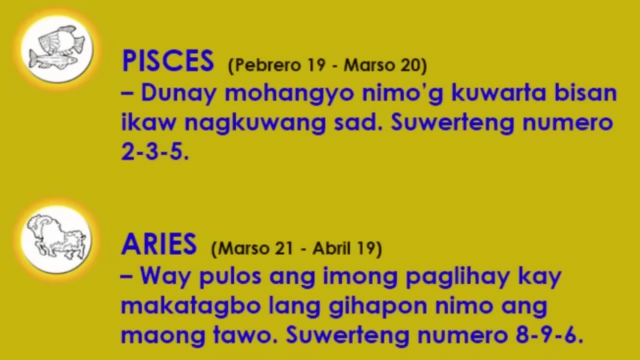 PISCES (Pebrero 19 - Marso 20)
– Dunay mohangyo nimo’g kuwarta bisan
ikaw nagkuwang sad. Suwerteng numero
2-3-5.
ARIES (Marso 21 - Abril 19)
– Way pulos ang imong paglihay kay
makatagbo lang gihapon nimo ang
maong tawo. Suwerteng numero 8-9-6.